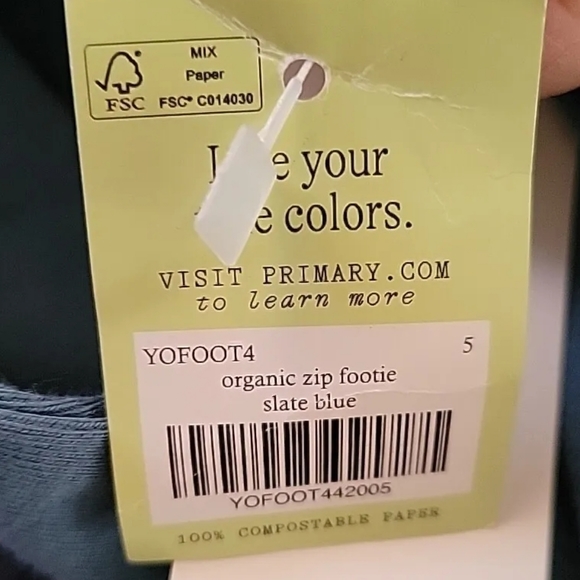 MIX
Paper
FSC
FSC® C014030
your
colors.
VISIT PRIMARY.COM
to learn more
YOFOOT4 5
organic zip footie
slate blue
YOFOOT442005
100% COMPOSTABLE PAPER